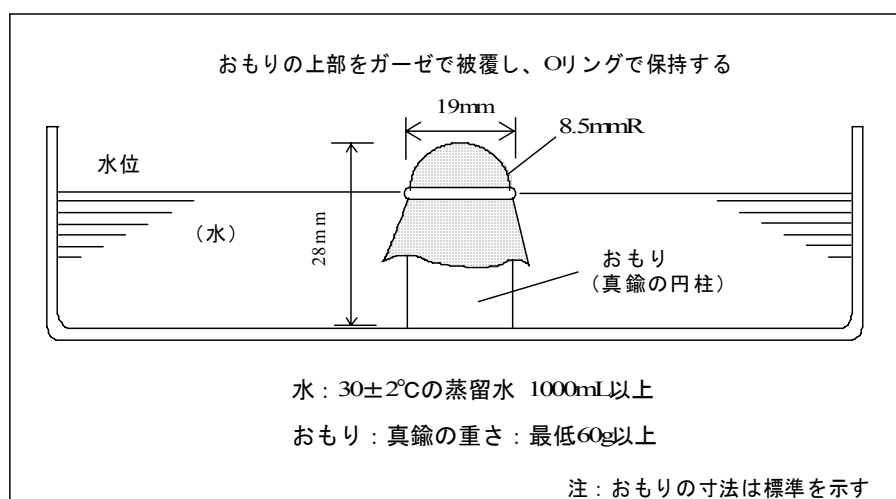 おもりの上部をガーゼで被覆し、Oリングで保持する
19mm
8.5mmR
水位
(水)
28mm
おもり
(真鍮の円柱)
水：30±2℃の蒸留水 1000mL以上
おもり：真鍮の重さ：最低60g以上
注：おもりの寸法は標準を示す